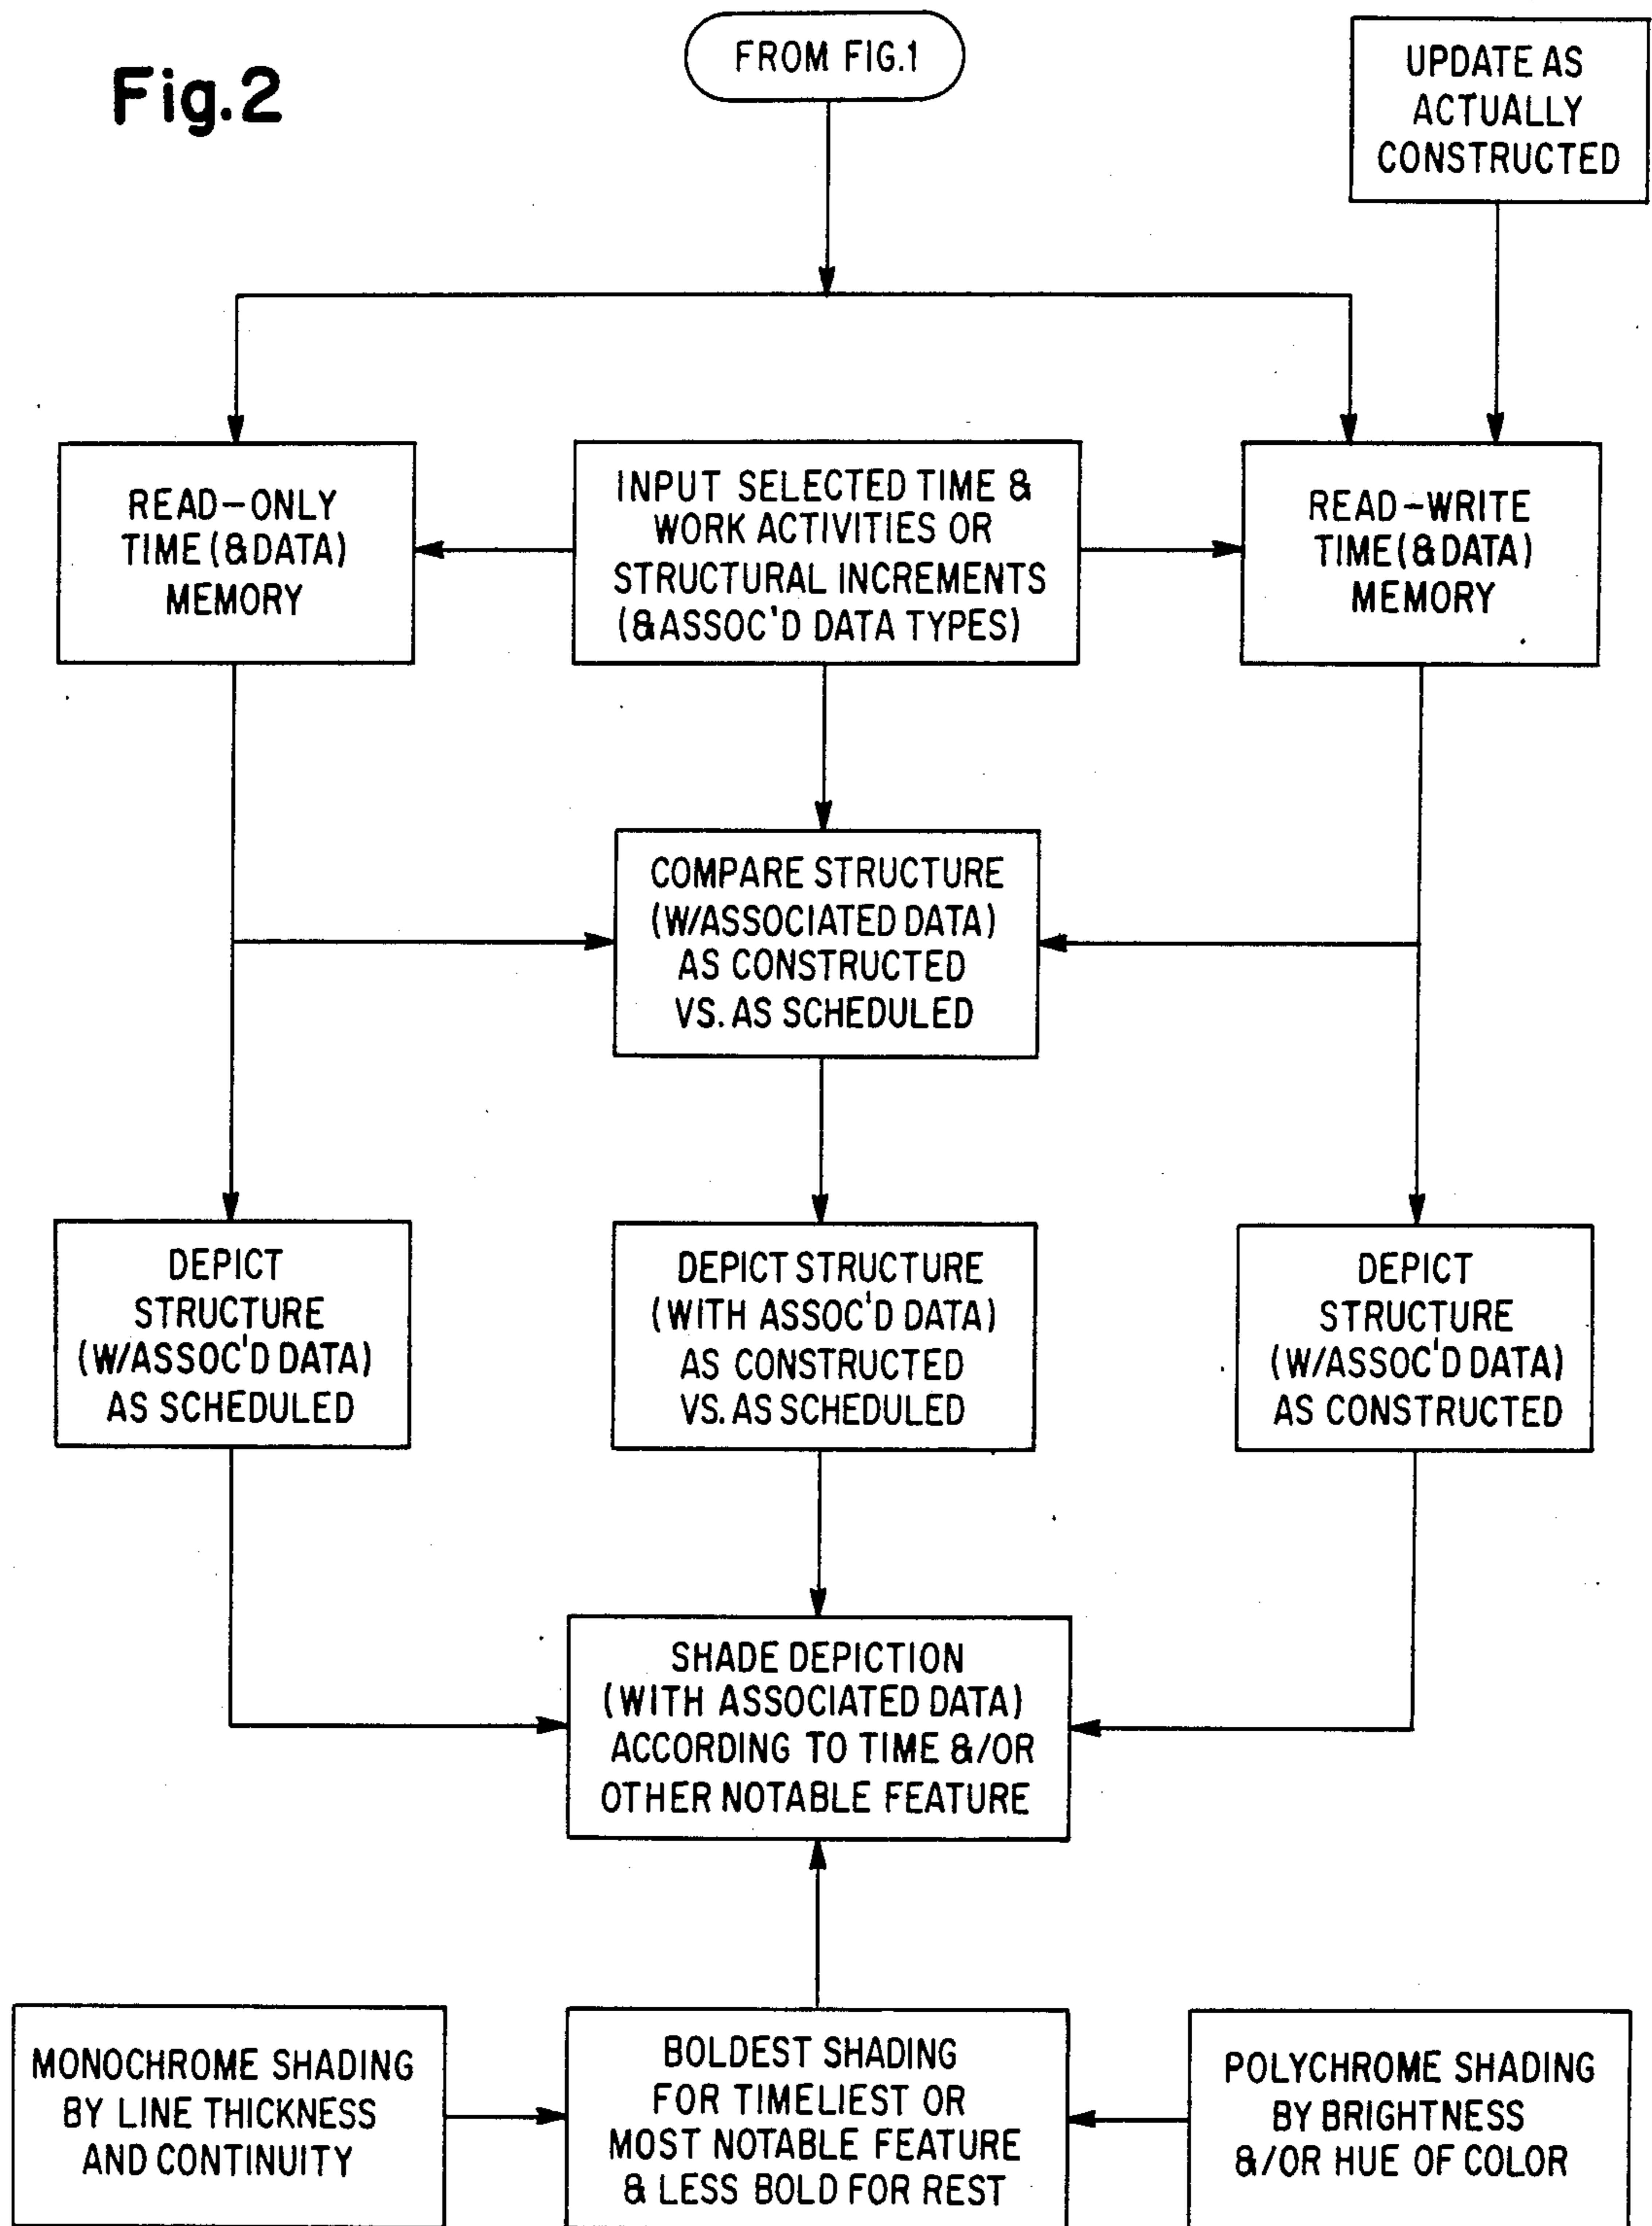 Fig.2
FROM FIG.1
UPDATE AS
ACTUALLY
CONSTRUCTED
READ-ONLY
TIME (& DATA)
MEMORY
INPUT SELECTED TIME &
WORK ACTIVITIES OR
STRUCTURAL INCREMENTS
(& ASSOC'D DATA TYPES)
READ-WRITE
TIME (& DATA)
MEMORY
COMPARE STRUCTURE
(W/ASSOCIATED DATA)
AS CONSTRUCTED
VS. AS SCHEDULED
DEPICT
STRUCTURE
(W/ASSOC'D DATA)
AS SCHEDULED
DEPICT STRUCTURE
(WITH ASSOC'D DATA)
AS CONSTRUCTED
VS. AS SCHEDULED
DEPICT
STRUCTURE
(W/ASSOC'D DATA)
AS CONSTRUCTED
SHADE DEPICTION
(WITH ASSOCIATED DATA)
ACCORDING TO TIME &/OR
OTHER NOTABLE FEATURE
MONOCHROME SHADING
BY LINE THICKNESS
AND CONTINUITY
BOLDEST SHADING
FOR TIMELIEST OR
MOST NOTABLE FEATURE
& LESS BOLD FOR REST
POLYCHROME SHADING
BY BRIGHTNESS
&/OR HUE OF COLOR